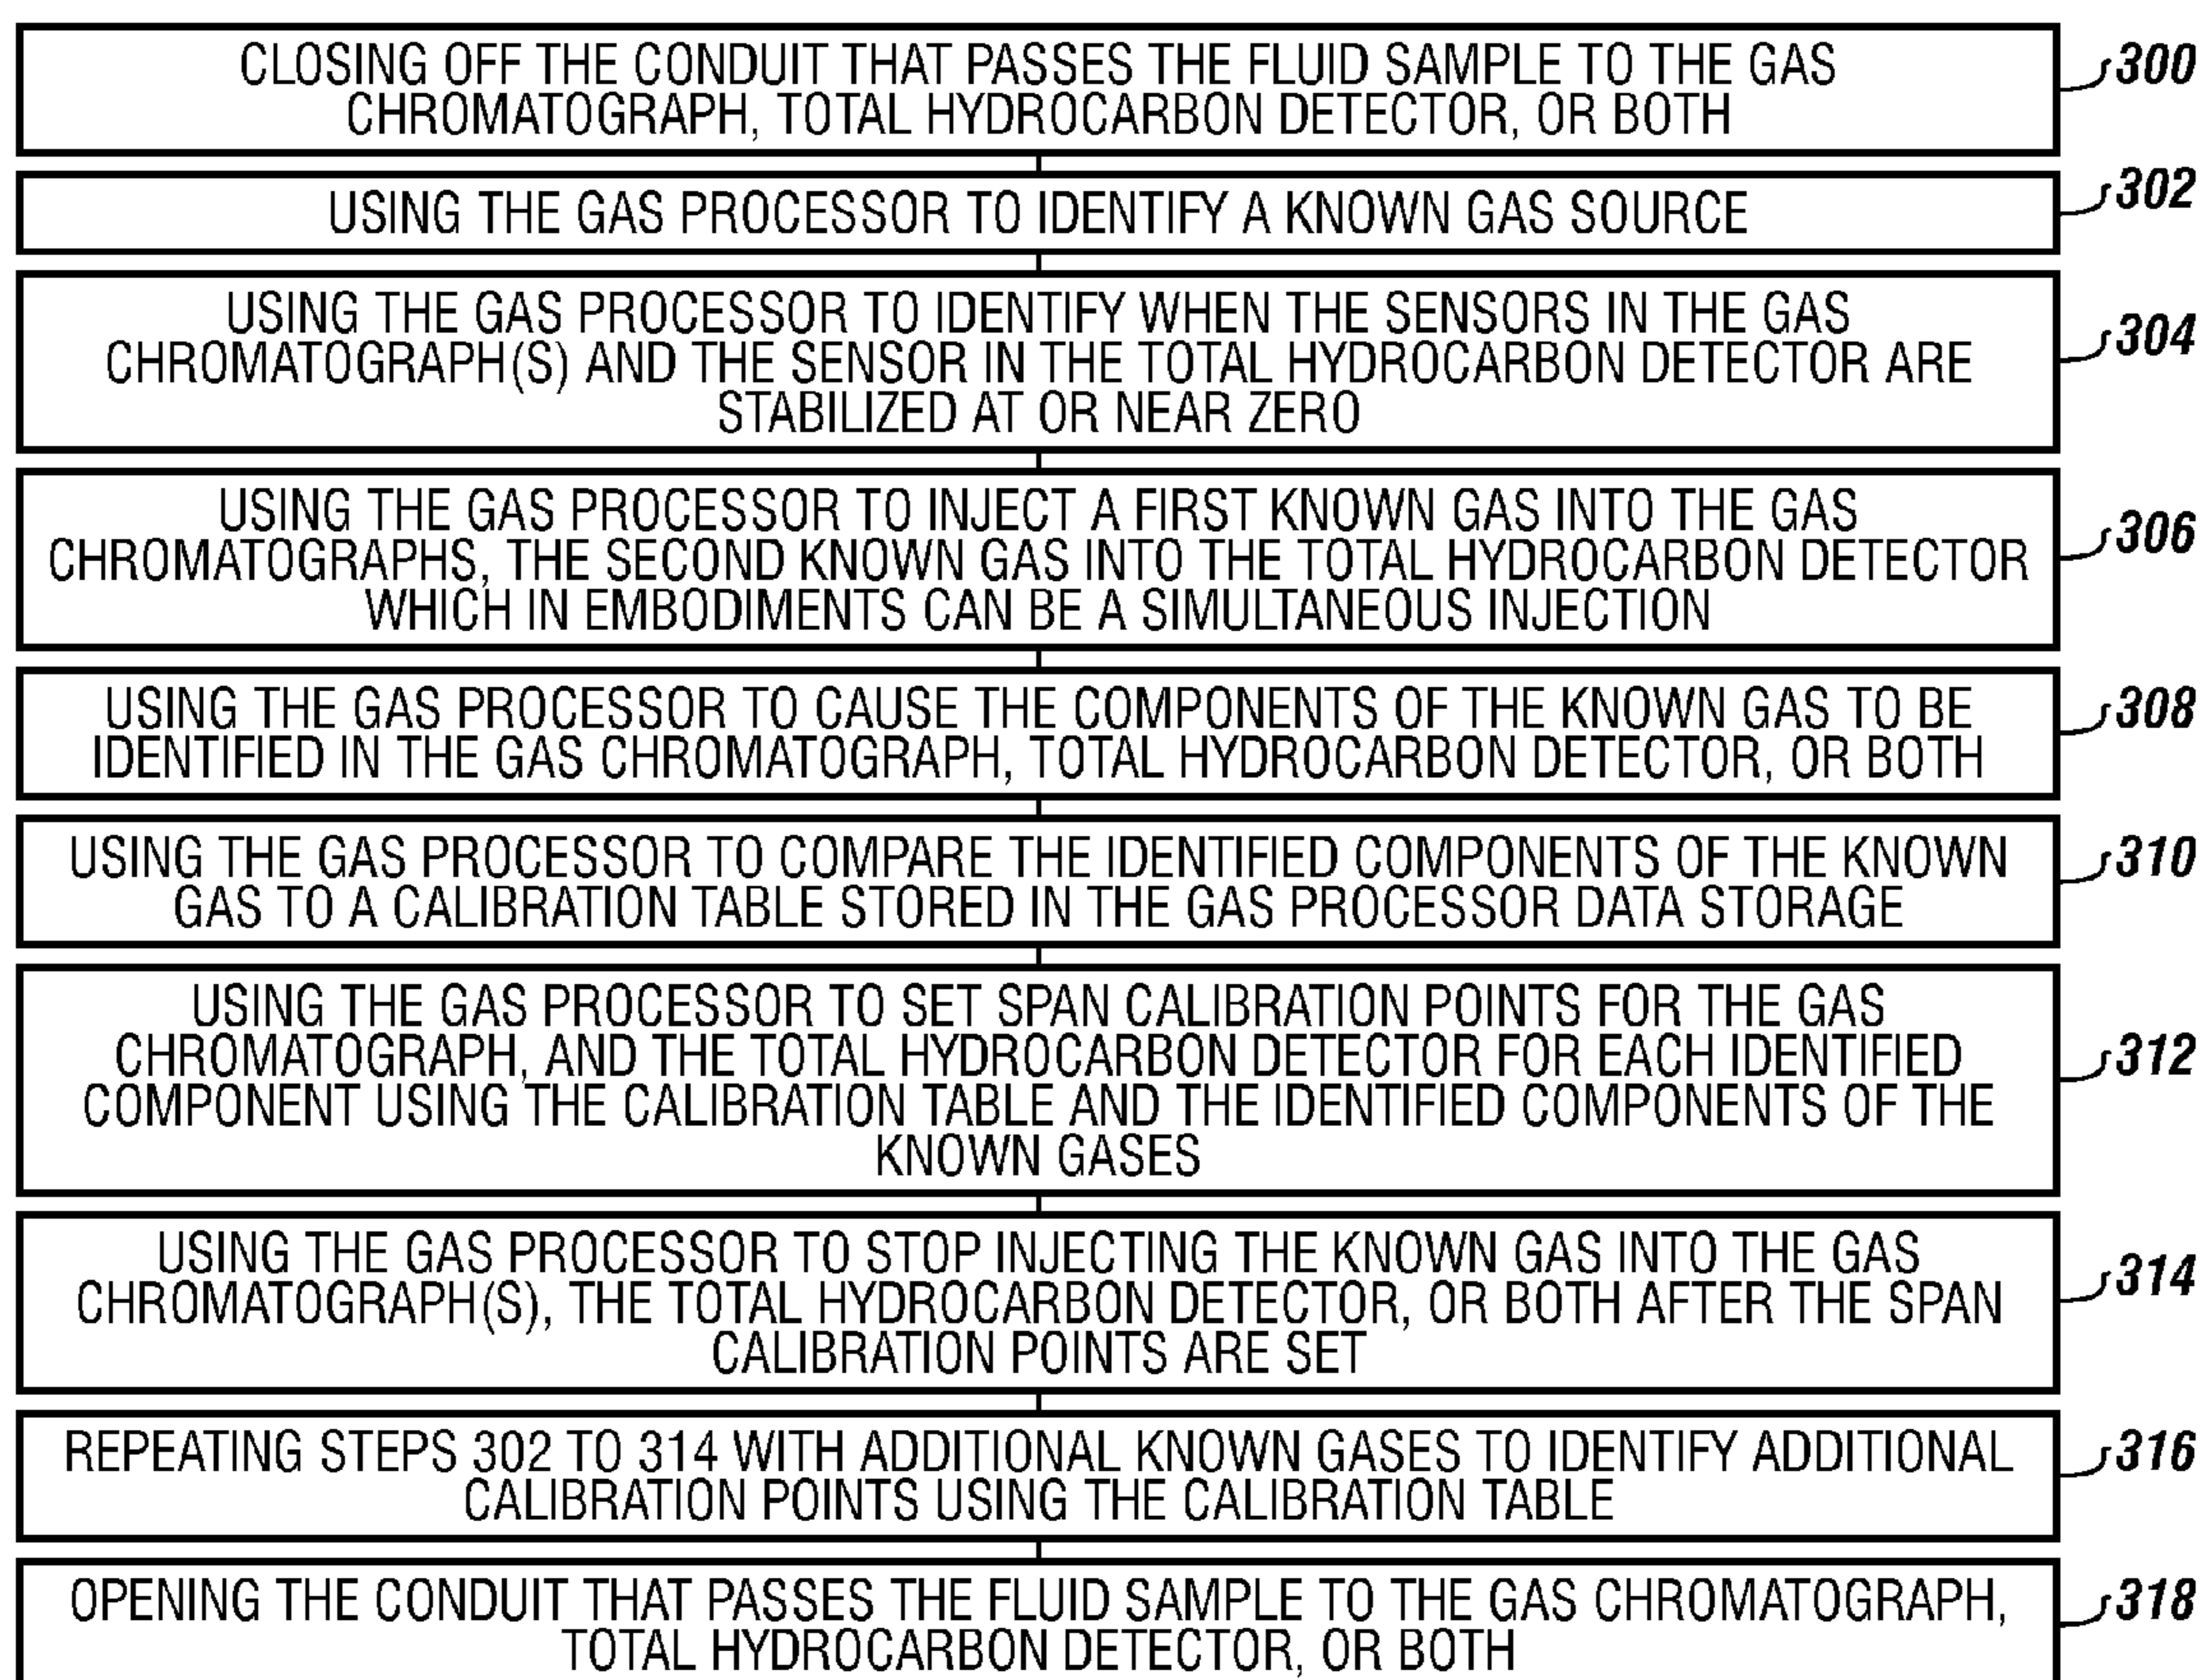 CLOSING OFF THE CONDUIT THAT PASSES THE FLUID SAMPLE TO THE GAS
CHROMATOGRAPH, TOTAL HYDROCARBON DETECTOR, OR BOTH
300
USING THE GAS PROCESSOR TO IDENTIFY A KNOWN GAS SOURCE
302
USING THE GAS PROCESSOR TO IDENTIFY WHEN THE SENSORS IN THE GAS
CHROMATOGRAPH(S) AND THE SENSOR IN THE TOTAL HYDROCARBON DETECTOR ARE
STABILIZED AT OR NEAR ZERO
304
USING THE GAS PROCESSOR TO INJECT A FIRST KNOWN GAS INTO THE GAS
CHROMATOGRAPHS, THE SECOND KNOWN GAS INTO THE TOTAL HYDROCARBON DETECTOR
WHICH IN EMBODIMENTS CAN BE A SIMULTANEOUS INJECTION
306
USING THE GAS PROCESSOR TO CAUSE THE COMPONENTS OF THE KNOWN GAS TO BE
IDENTIFIED IN THE GAS CHROMATOGRAPH, TOTAL HYDROCARBON DETECTOR, OR BOTH
308
USING THE GAS PROCESSOR TO COMPARE THE IDENTIFIED COMPONENTS OF THE KNOWN
GAS TO A CALIBRATION TABLE STORED IN THE GAS PROCESSOR DATA STORAGE
310
USING THE GAS PROCESSOR TO SET SPAN CALIBRATION POINTS FOR THE GAS
CHROMATOGRAPH, AND THE TOTAL HYDROCARBON DETECTOR FOR EACH IDENTIFIED
COMPONENT USING THE CALIBRATION TABLE AND THE IDENTIFIED COMPONENTS OF THE
KNOWN GASES
312
USING THE GAS PROCESSOR TO STOP INJECTING THE KNOWN GAS INTO THE GAS
CHROMATOGRAPH(S), THE TOTAL HYDROCARBON DETECTOR, OR BOTH AFTER THE SPAN
CALIBRATION POINTS ARE SET
314
REPEATING STEPS 302 TO 314 WITH ADDITIONAL KNOWN GASES TO IDENTIFY ADDITIONAL
CALIBRATION POINTS USING THE CALIBRATION TABLE
316
OPENING THE CONDUIT THAT PASSES THE FLUID SAMPLE TO THE GAS CHROMATOGRAPH,
TOTAL HYDROCARBON DETECTOR, OR BOTH
318